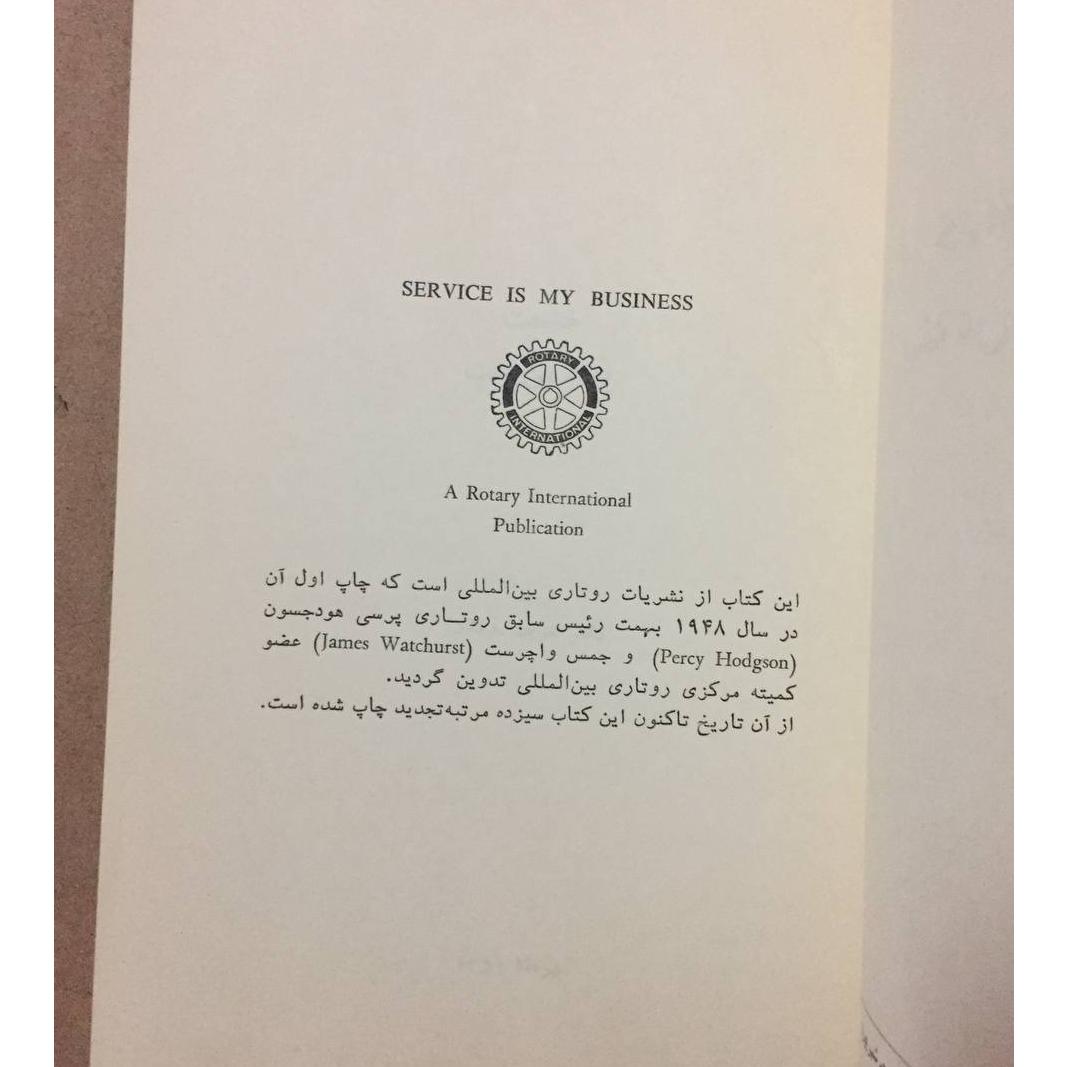 SERVICE IS MY BUSINESS
ROTARY
INTERNATIONAL
A Rotary International
Publication
این کتاب از نشریات روتاری بین‌المللی است که چاپ اول آن
در سال ۱۹۴۸ بهمت رئیس سابق روتــاری پرسی هودجسون
(Percy Hodgson) و جمس واچرست (James Watchurst) عضو
کمیته مرکزی روتاری بین‌المللی تدوین گردید.
از آن تاریخ تاکنون این کتاب سیزده مرتبه‌تجدید چاپ شده است.